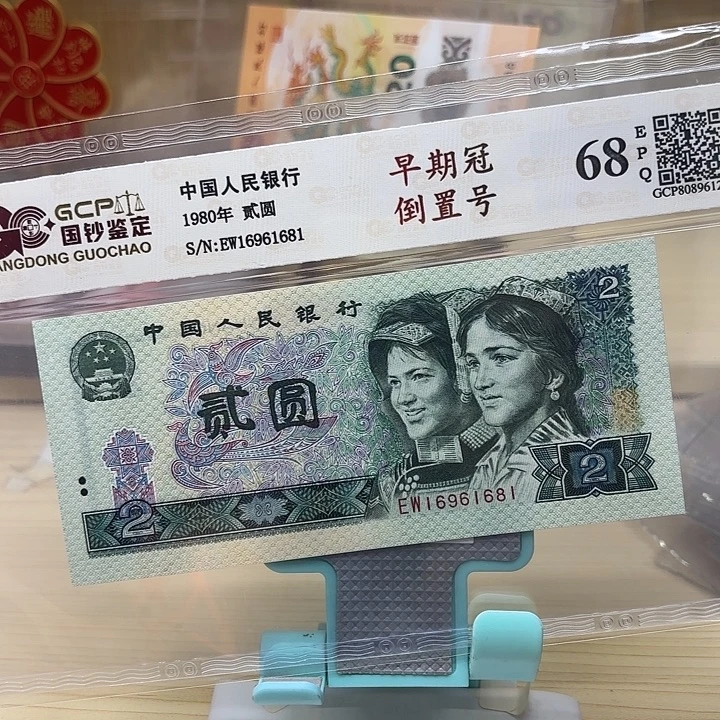 GCP
国钞鉴定
ANGDONG GUOCHAO
中国人民银行
1980年 贰圆
S/N:EW16961681
早期冠
倒置号
68
EPQ
GCP8089612
中国人民银行
2
贰圆
2
2
EW16961681